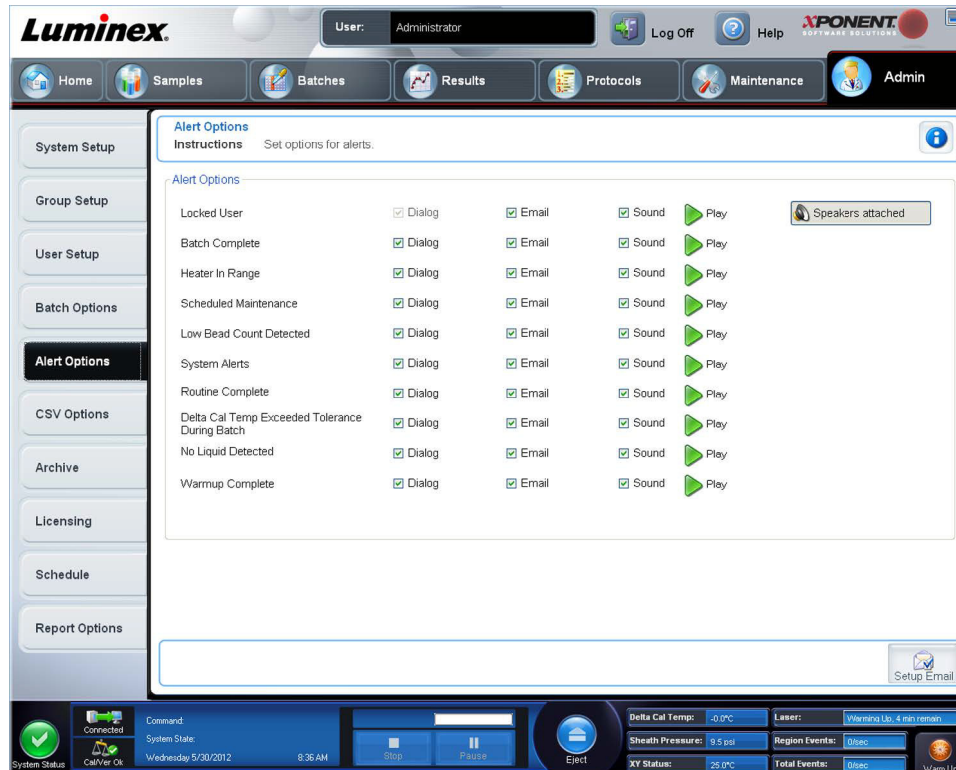 Luminex.
User: Administrator Log Off Help XPONENT. SOFTWARE SOLUTIONS
Home Samples Batches Results Protocols Maintenance Admin
System Setup
Group Setup
User Setup
Batch Options
Alert Options
CSV Options
Archive
Licensing
Schedule
Report Options
Alert Options
Instructions Set options for alerts.
Alert Options
Locked User Dialog Email Sound Play Speakers attached
Batch Complete Dialog Email Sound Play
Heater In Range Dialog Email Sound Play
Scheduled Maintenance Dialog Email Sound Play
Low Bead Count Detected Dialog Email Sound Play
System Alerts Dialog Email Sound Play
Routine Complete Dialog Email Sound Play
Delta Cal Temp Exceeded Tolerance
During Batch Dialog Email Sound Play
No Liquid Detected Dialog Email Sound Play
Warmup Complete Dialog Email Sound Play
Setup Email
System Status
Connected
Cal/Ver Ok
Command:
System State:
Wednesday 5/30/2012 8:36 AM
Stop Pause
Eject
Delta Cal Temp: -0.0°C Laser: Warming Up, 4 min remain
Sheath Pressure: 9.5 psi Region Events: 0/sec
XY Status: 25.0°C Total Events: 0/sec
Warm Up